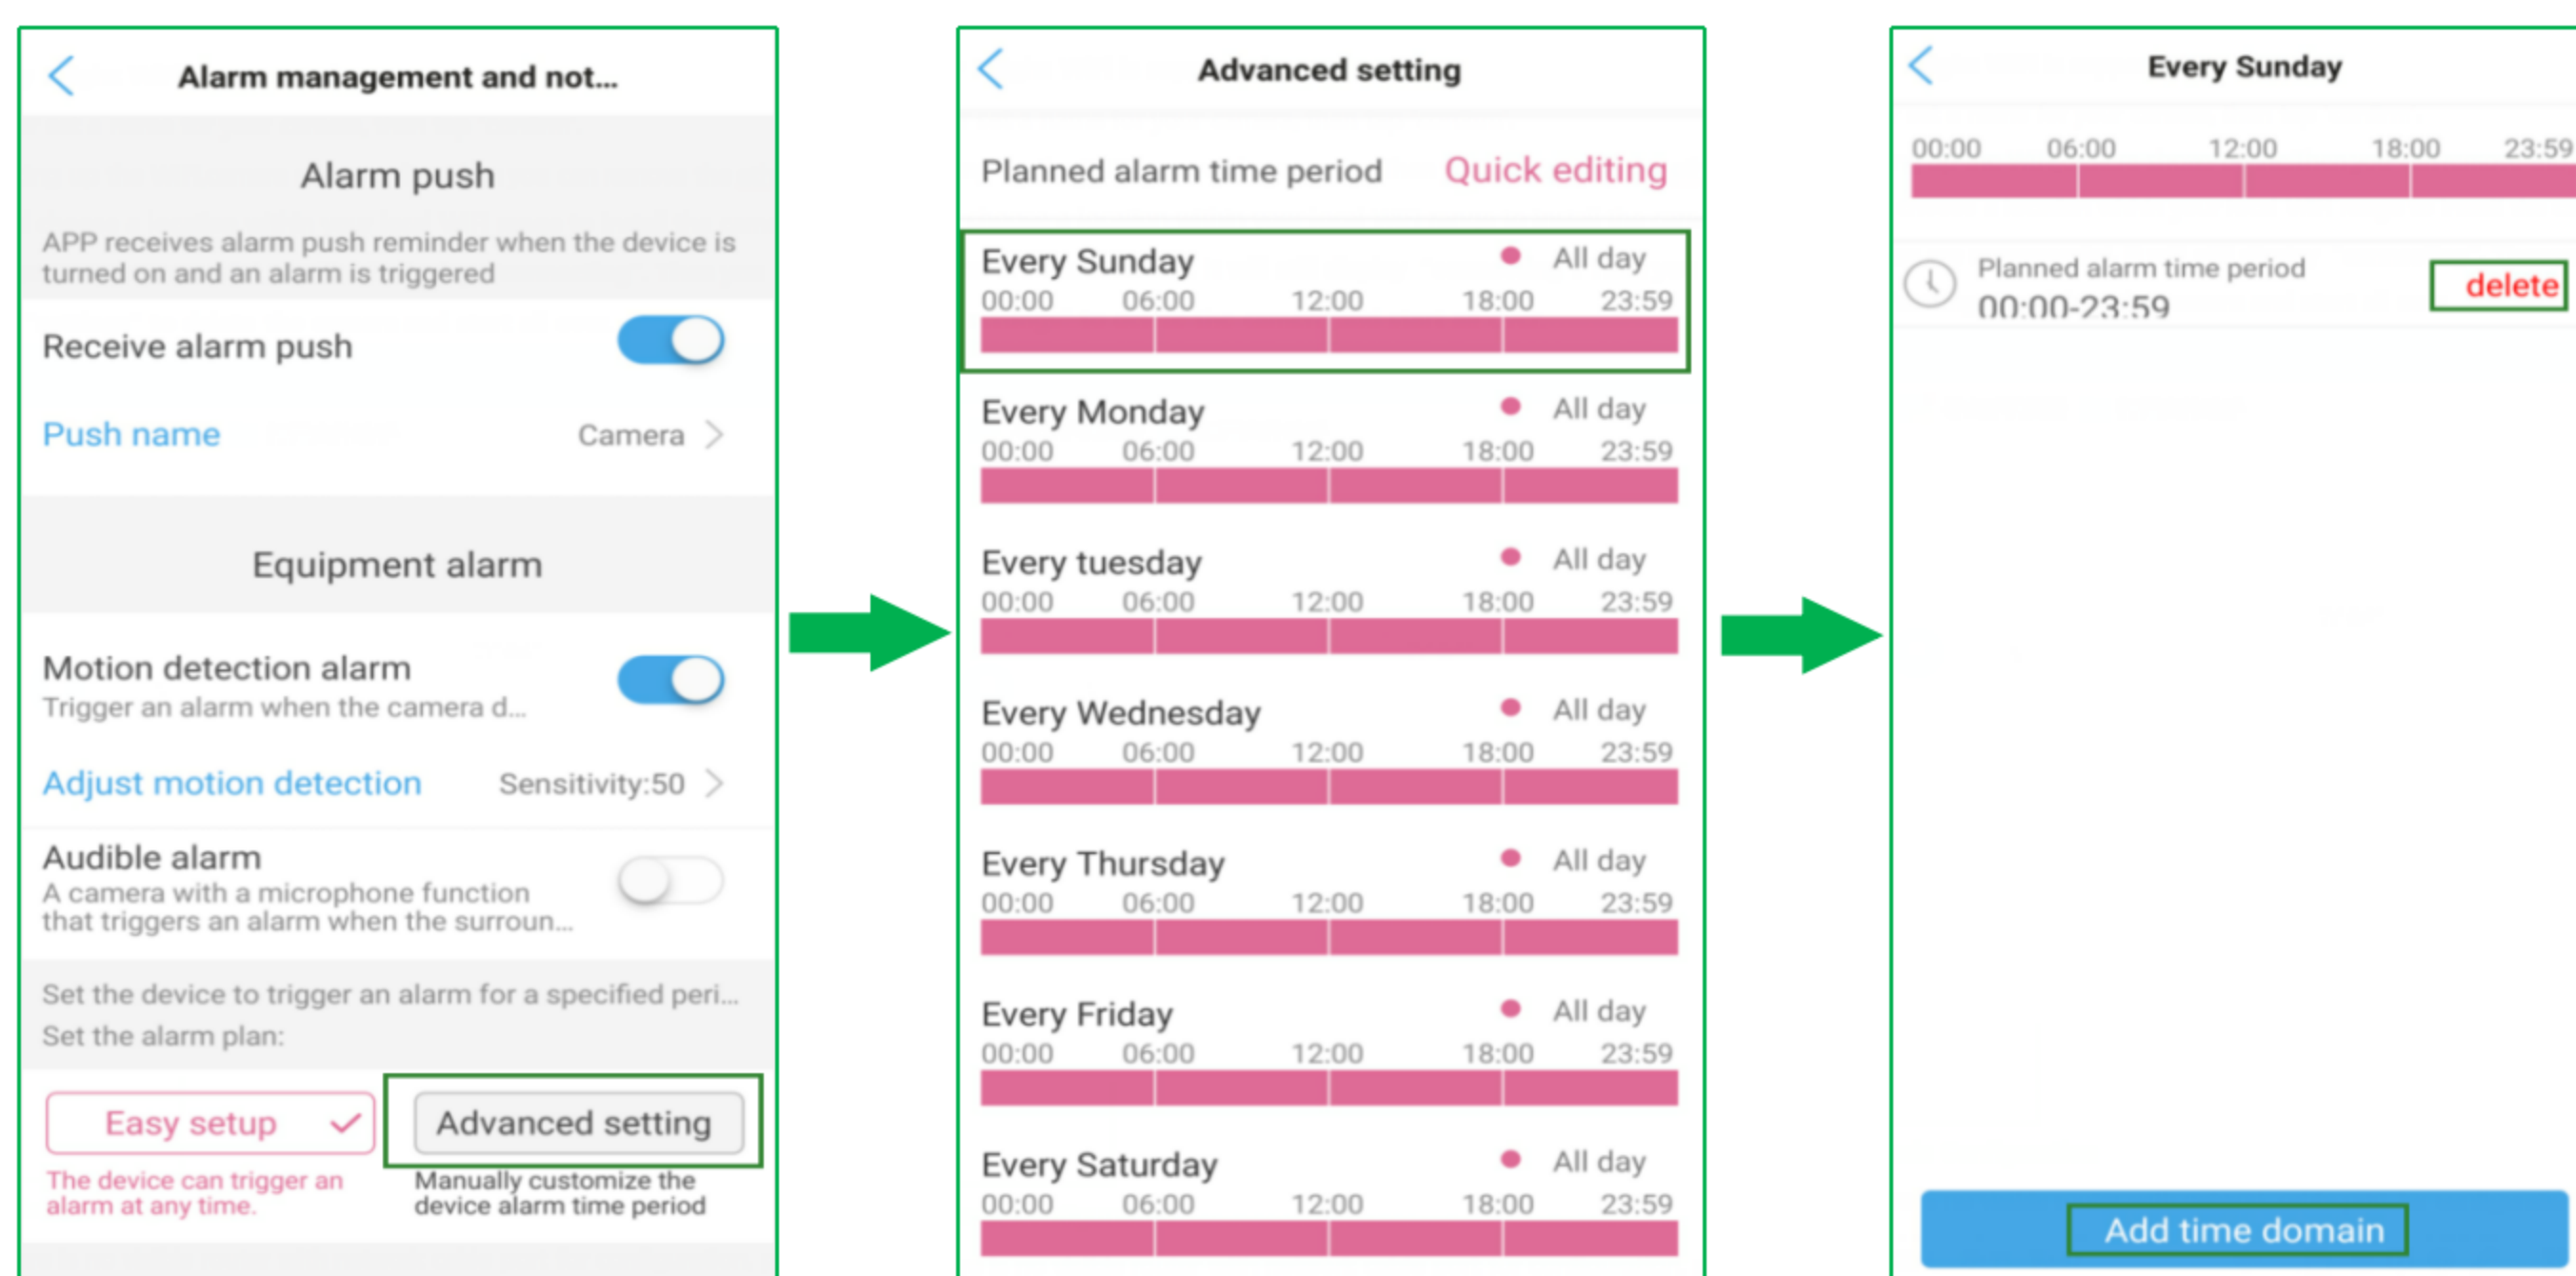 Alarm management and not...
Alarm push
APP receives alarm push reminder when the device is
turned on and an alarm is triggered
Receive alarm push
Push name Camera
Equipment alarm
Motion detection alarm
Trigger an alarm when the camera d...
Adjust motion detection Sensitivity:50
Audible alarm
A camera with a microphone function
that triggers an alarm when the surroun...
Set the device to trigger an alarm for a specified peri...
Set the alarm plan:
Easy setup
The device can trigger an
alarm at any time.
Advanced setting
Manually customize the
device alarm time period
Advanced setting
Planned alarm time period Quick editing
Every Sunday All day
00:00 06:00 12:00 18:00 23:59
Every Monday All day
00:00 06:00 12:00 18:00 23:59
Every tuesday All day
00:00 06:00 12:00 18:00 23:59
Every Wednesday All day
00:00 06:00 12:00 18:00 23:59
Every Thursday All day
00:00 06:00 12:00 18:00 23:59
Every Friday All day
00:00 06:00 12:00 18:00 23:59
Every Saturday All day
00:00 06:00 12:00 18:00 23:59
Every Sunday
00:00 06:00 12:00 18:00 23:59
Planned alarm time period
00:00-23:59
delete
Add time domain